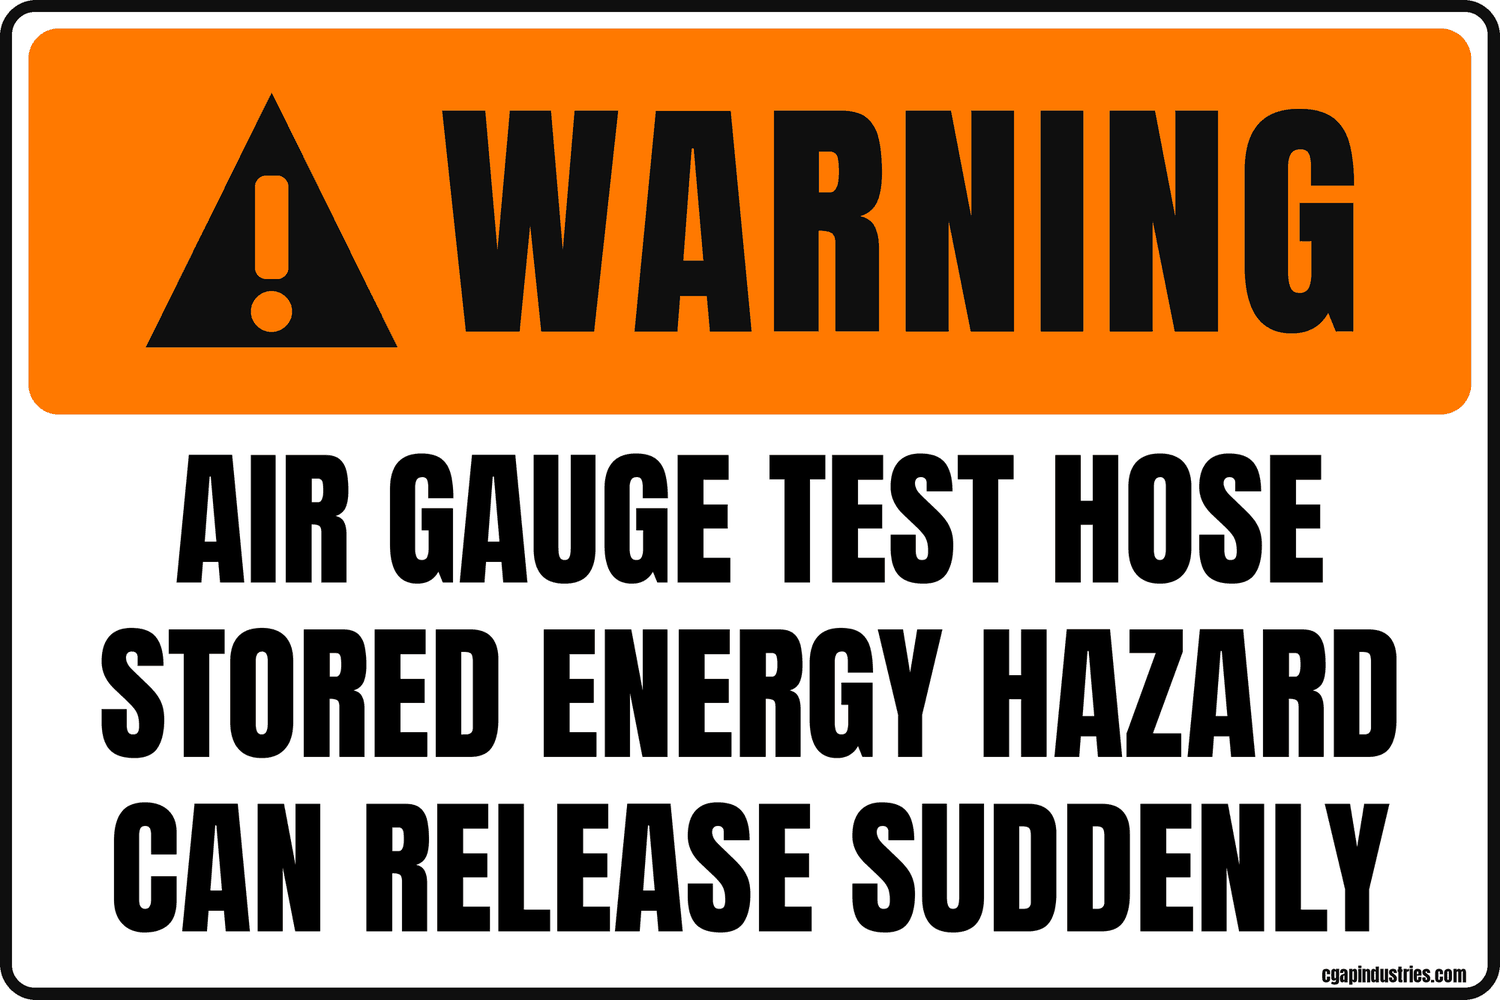 WARNING
AIR GAUGE TEST HOSE
STORED ENERGY HAZARD
CAN RELEASE SUDDENLY
cgapindustries.com